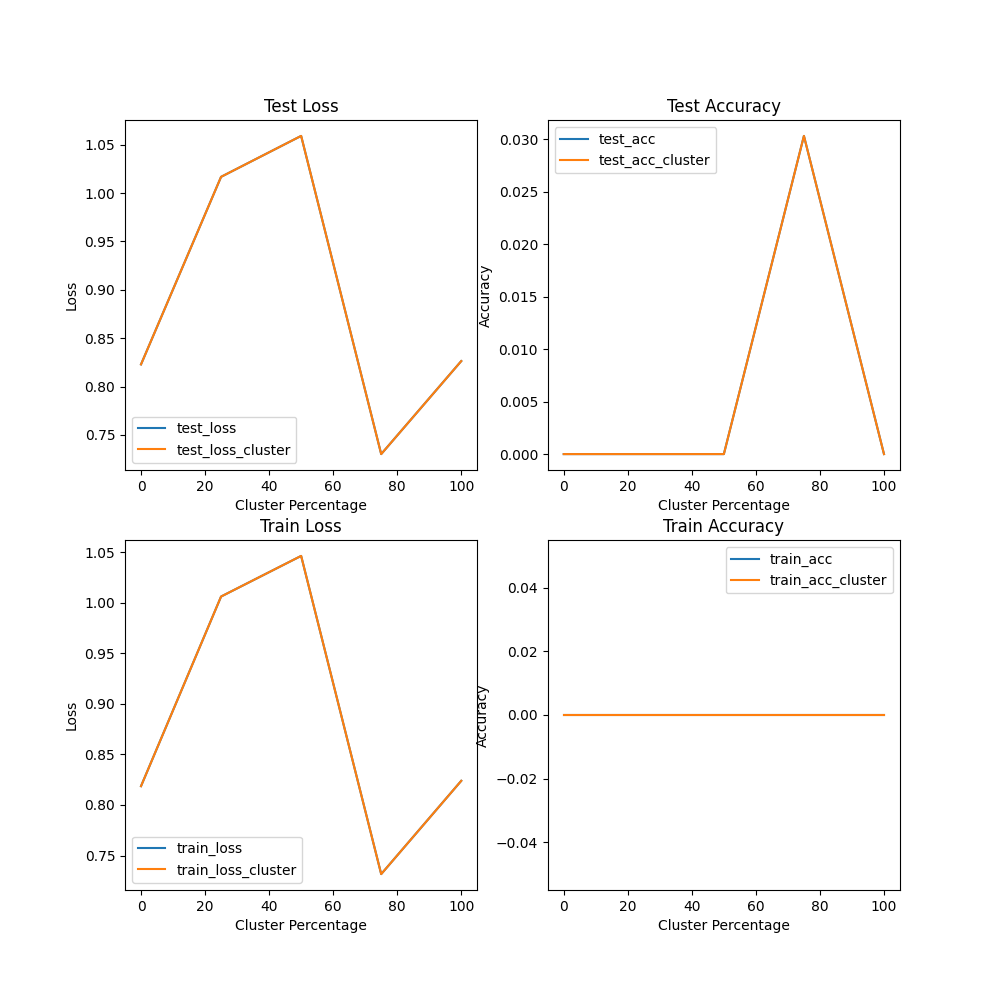 Test Loss
1.05
1.00
0.95
0.90
0.85
0.80
0.75
Loss
test_loss
test_loss_cluster
0 20 40 60 80 100
Cluster Percentage
Test Accuracy
0.030
0.025
0.020
0.015
0.010
0.005
0.000
Accuracy
test_acc
test_acc_cluster
0 20 40 60 80 100
Cluster Percentage
Train Loss
1.05
1.00
0.95
0.90
0.85
0.80
0.75
Loss
train_loss
train_loss_cluster
0 20 40 60 80 100
Cluster Percentage
Train Accuracy
0.04
0.02
0.00
−0.02
−0.04
Accuracy
train_acc
train_acc_cluster
0 20 40 60 80 100
Cluster Percentage